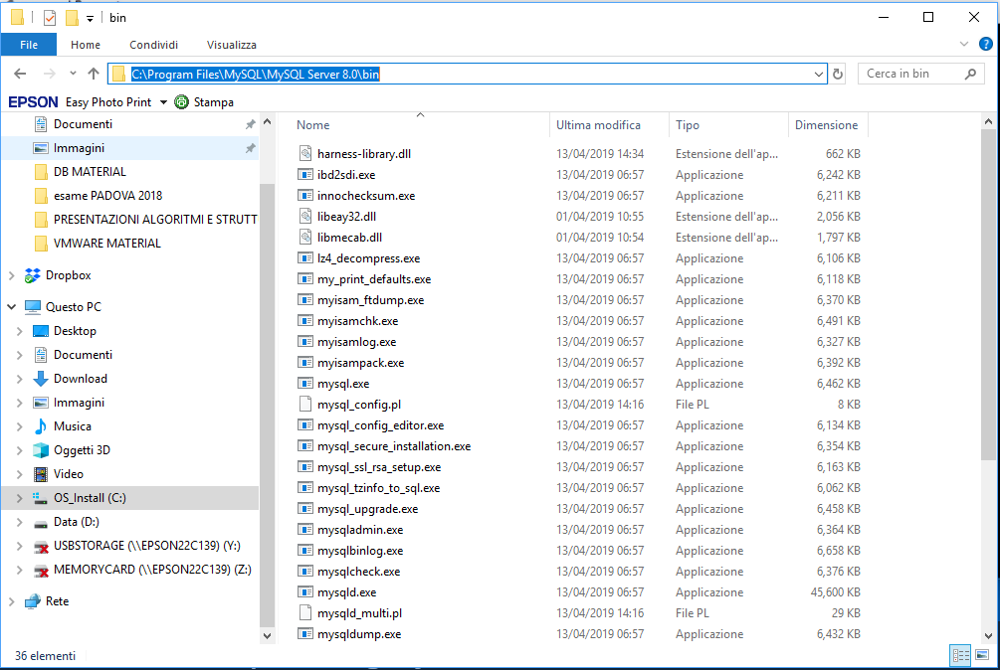 bin
File Home Condividi Visualizza
C:\Program Files\MySQL\MySQL Server 8.0\bin
Cerca in bin
EPSON Easy Photo Print Stampa
Documenti
Immagini
DB MATERIAL
esame PADOVA 2018
PRESENTAZIONI ALGORITMI E STRUTT
VMWARE MATERIAL
Dropbox
Questo PC
Desktop
Documenti
Download
Immagini
Musica
Oggetti 3D
Video
OS_Install (C:)
Data (D:)
USBSTORAGE (\\EPSON22C139) (Y:)
MEMORYCARD (\\EPSON22C139) (Z:)
Rete
Nome Ultima modifica Tipo Dimensione
harness-library.dll 13/04/2019 14:34 Estensione dell'ap... 662 KB
ibd2sdi.exe 13/04/2019 06:57 Applicazione 6,242 KB
innochecksum.exe 13/04/2019 06:57 Applicazione 6,211 KB
libeay32.dll 01/04/2019 10:55 Estensione dell'ap... 2,056 KB
libmecab.dll 01/04/2019 10:54 Estensione dell'ap... 1,797 KB
lz4_decompress.exe 13/04/2019 06:57 Applicazione 6,106 KB
my_print_defaults.exe 13/04/2019 06:57 Applicazione 6,118 KB
myisam_ftdump.exe 13/04/2019 06:57 Applicazione 6,370 KB
myisamchk.exe 13/04/2019 06:57 Applicazione 6,491 KB
myisamlog.exe 13/04/2019 06:57 Applicazione 6,327 KB
myisampack.exe 13/04/2019 06:57 Applicazione 6,392 KB
mysql.exe 13/04/2019 06:57 Applicazione 6,462 KB
mysql_config.pl 13/04/2019 14:16 File PL 8 KB
mysql_config_editor.exe 13/04/2019 06:57 Applicazione 6,134 KB
mysql_secure_installation.exe 13/04/2019 06:57 Applicazione 6,354 KB
mysql_ssl_rsa_setup.exe 13/04/2019 06:57 Applicazione 6,163 KB
mysql_tzinfo_to_sql.exe 13/04/2019 06:57 Applicazione 6,062 KB
mysql_upgrade.exe 13/04/2019 06:57 Applicazione 6,458 KB
mysqladmin.exe 13/04/2019 06:57 Applicazione 6,364 KB
mysqlbinlog.exe 13/04/2019 06:57 Applicazione 6,658 KB
mysqlcheck.exe 13/04/2019 06:57 Applicazione 6,376 KB
mysqld.exe 13/04/2019 06:57 Applicazione 45,600 KB
mysqld_multi.pl 13/04/2019 14:16 File PL 29 KB
mysqldump.exe 13/04/2019 06:57 Applicazione 6,432 KB
36 elementi